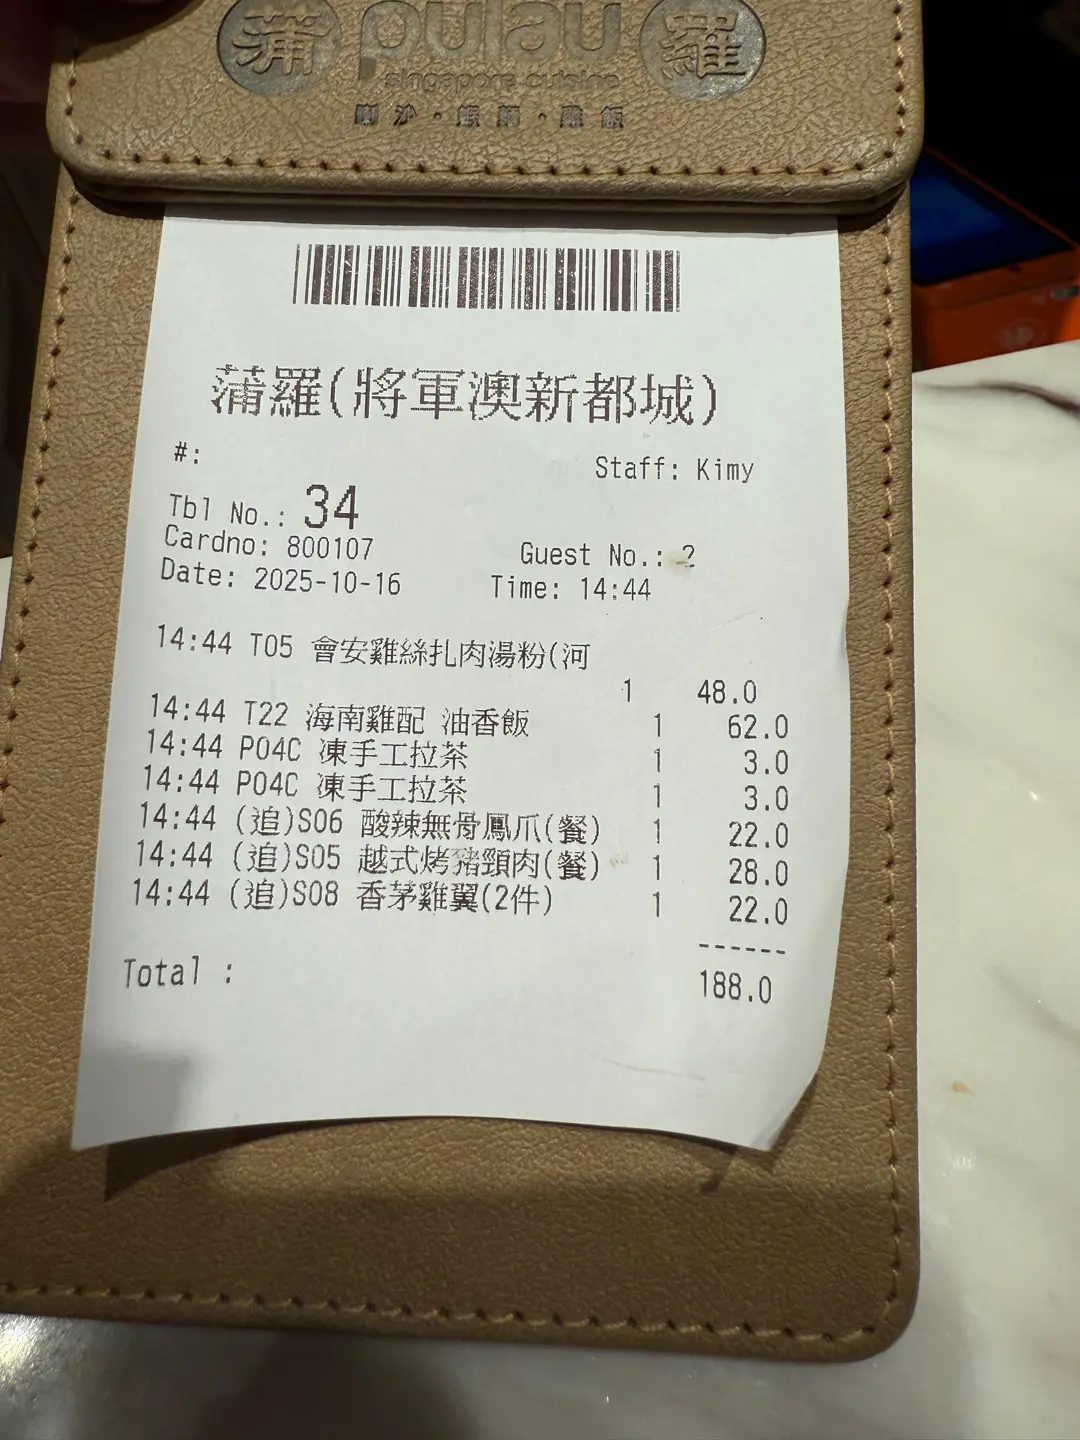 蒲 pulau 羅
singapore cuisine
喇沙・蝦麵・雞飯
蒲羅(將軍澳新都城)
#:
Staff: Kimy
Tbl No.: 34
Cardno: 800107 Guest No.: 2
Date: 2025-10-16 Time: 14:44
14:44 T05 會安雞絲扎肉湯粉(河
1 48.0
14:44 T22 海南雞配 油香飯 1 62.0
14:44 P04C 凍手工拉茶 1 3.0
14:44 P04C 凍手工拉茶 1 3.0
14:44 (追)S06 酸辣無骨鳳爪(餐) 1 22.0
14:44 (追)S05 越式烤豬頸肉(餐) 1 28.0
14:44 (追)S08 香茅雞翼(2件) 1 22.0
------
Total : 188.0